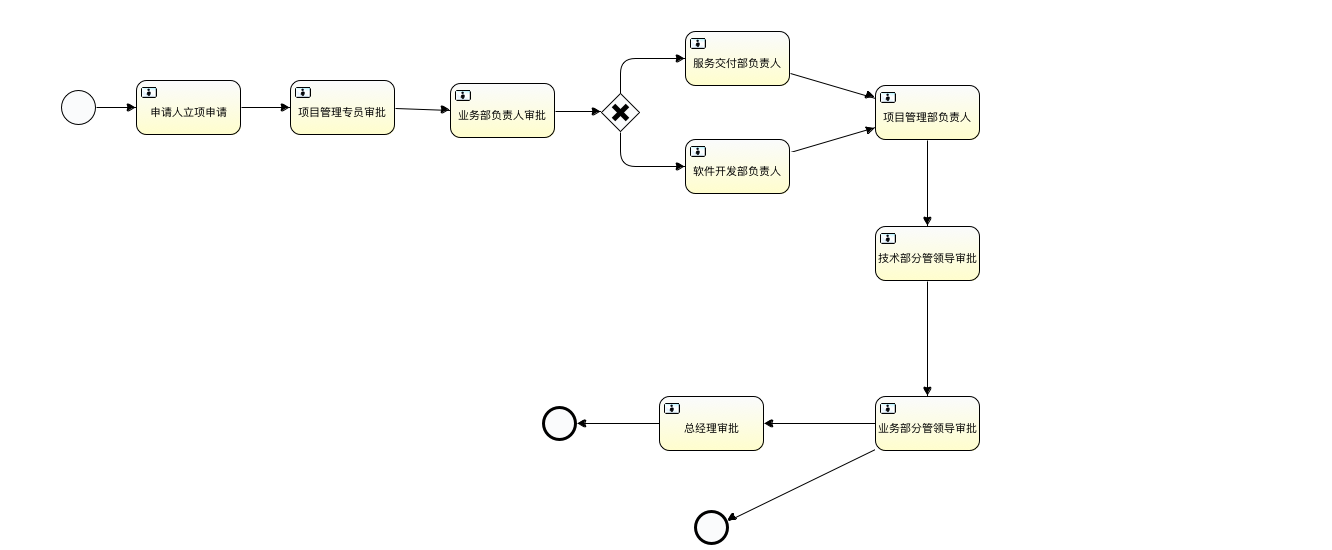 申请人立项申请
项目管理专员审批
业务部负责人审批
服务交付部负责人
软件开发部负责人
项目管理部负责人
技术部分管领导审批
业务部分管领导审批
总经理审批